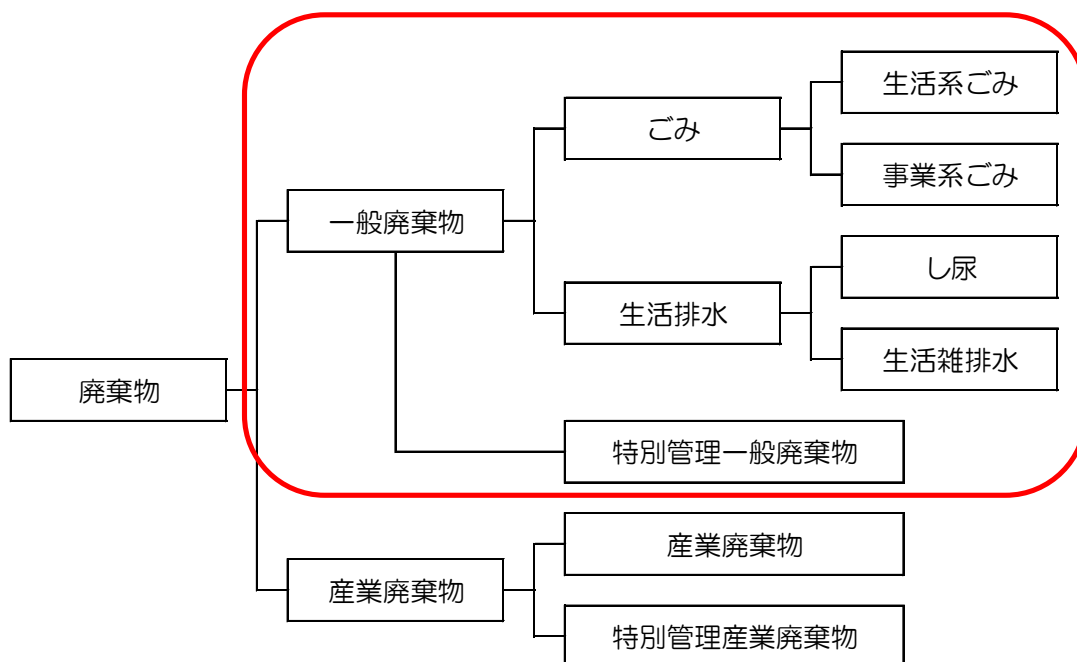 生活系ごみ
ごみ
事業系ごみ
一般廃棄物
し尿
生活排水
生活雑排水
廃棄物
特別管理一般廃棄物
産業廃棄物
産業廃棄物
特別管理産業廃棄物